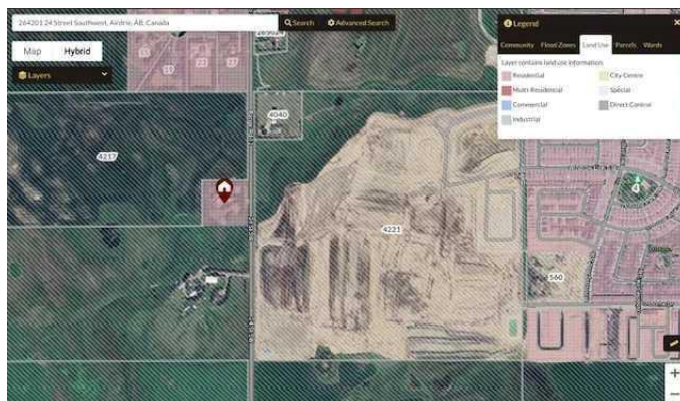 264201 24 Street Southwest, Airdrie, AB, Canada
Search
Advanced Search
Map
Hybrid
Layers
Legend
Community
Flood Zones
Land Use
Parcels
Wards
Layer contains land use information
Residential
City Centre
Multi-Residential
Special
Commercial
Direct Control
Industrial
4040
4217
4221
560
4